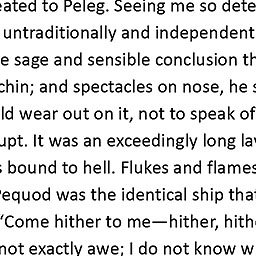 eated to Peleg. Seeing me so dete
untraditionally and independent
e sage and sensible conclusion th
chin; and spectacles on nose, he s
ld wear out on it, not to speak of
upt. It was an exceedingly long la
s bound to hell. Flukes and flames
Pequod was the identical ship that
“Come hither to me—hither, hith
not exactly awe; I do not know w